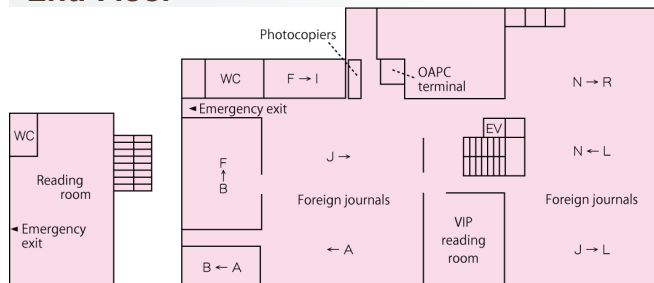 2nd Floor
Photocopiers
WC
F → I
OAPC
terminal
N → R
◄ Emergency exit
WC
EV
Reading
room
F
↑
B
J →
N ← L
Foreign journals
Foreign journals
◄ Emergency
exit
VIP
reading
room
B ← A
← A
J → L